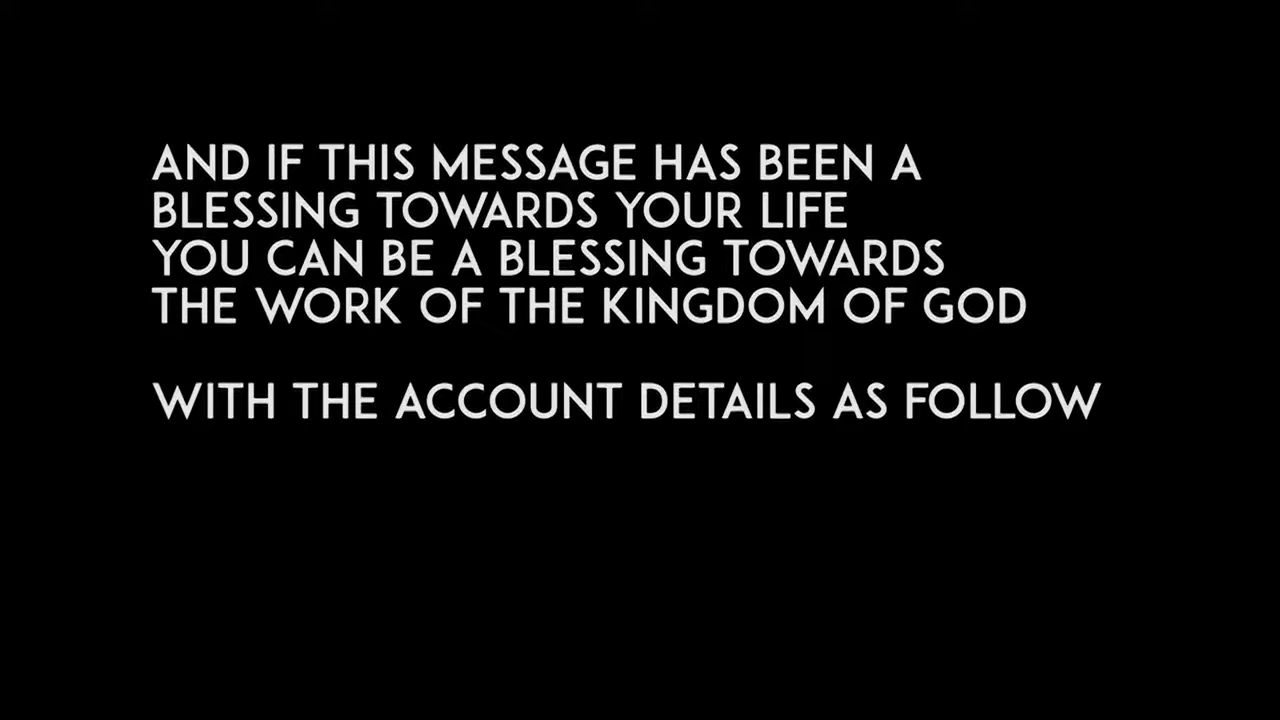 AND IF THIS MESSAGE HAS BEEN A
BLESSING TOWARDS YOUR LIFE
YOU CAN BE A BLESSING TOWARDS
THE WORK OF THE KINGDOM OF GOD
WITH THE ACCOUNT DETAILS AS FOLLOW